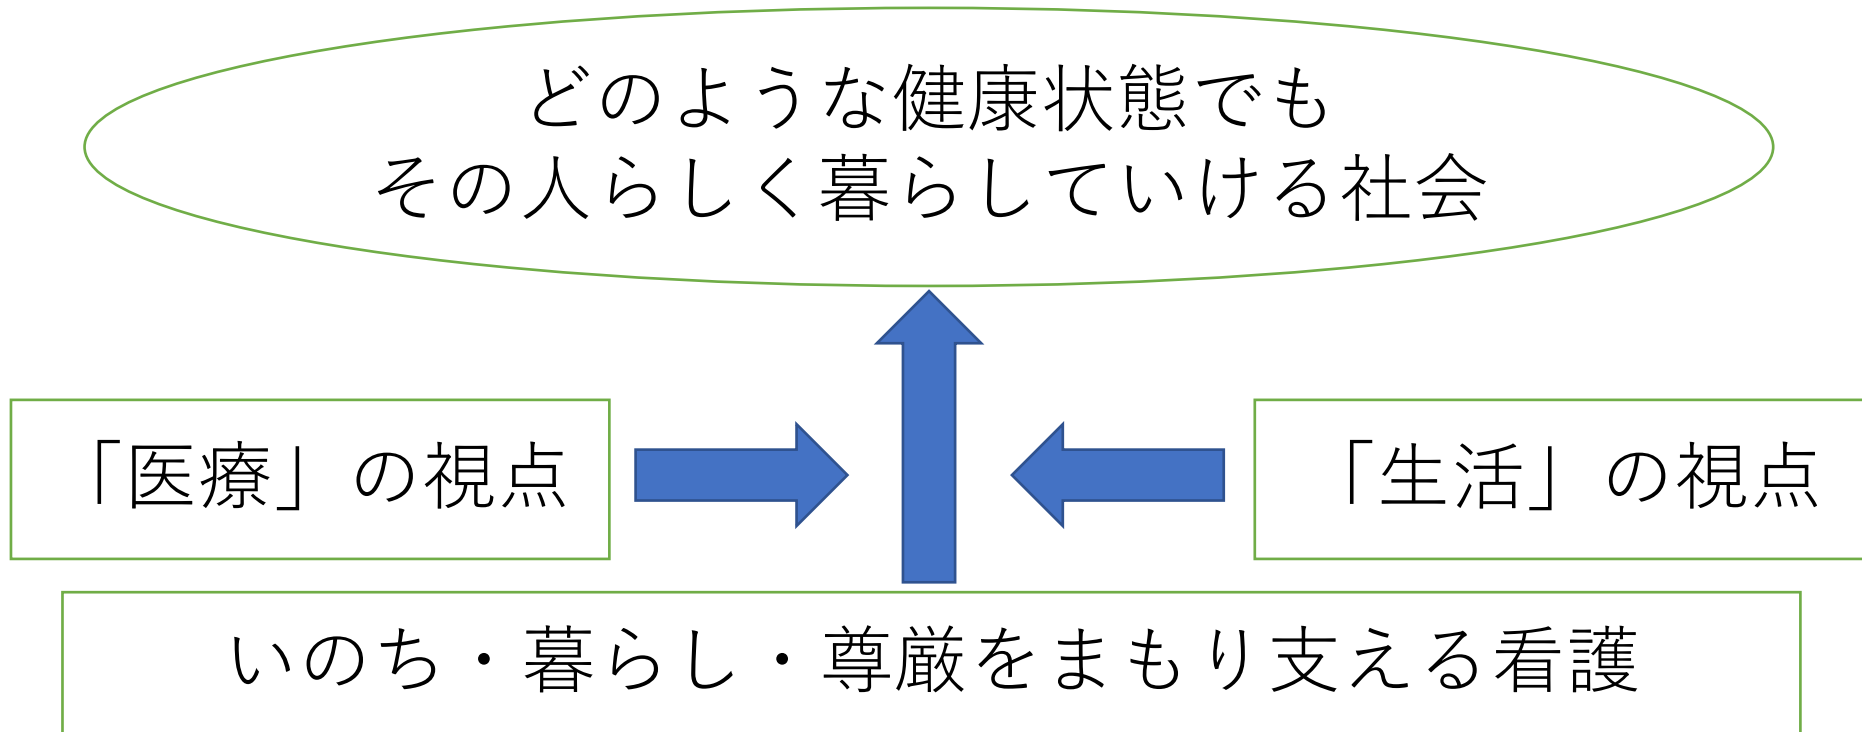 どのような健康状態でも
その人らしく暮らしていける社会
「医療」の視点
「生活」の視点
いのち・暮らし・尊厳をまもり支える看護